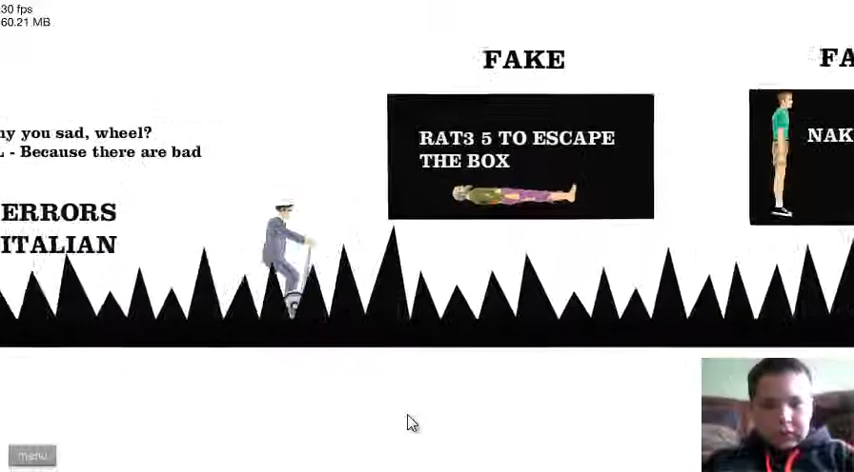 30 fps
60.21 MB
FAKE
FA
ny you sad, wheel?
L - Because there are bad
RAT3 5 TO ESCAPE
THE BOX
NAK
ERRORS
ITALIAN
menu